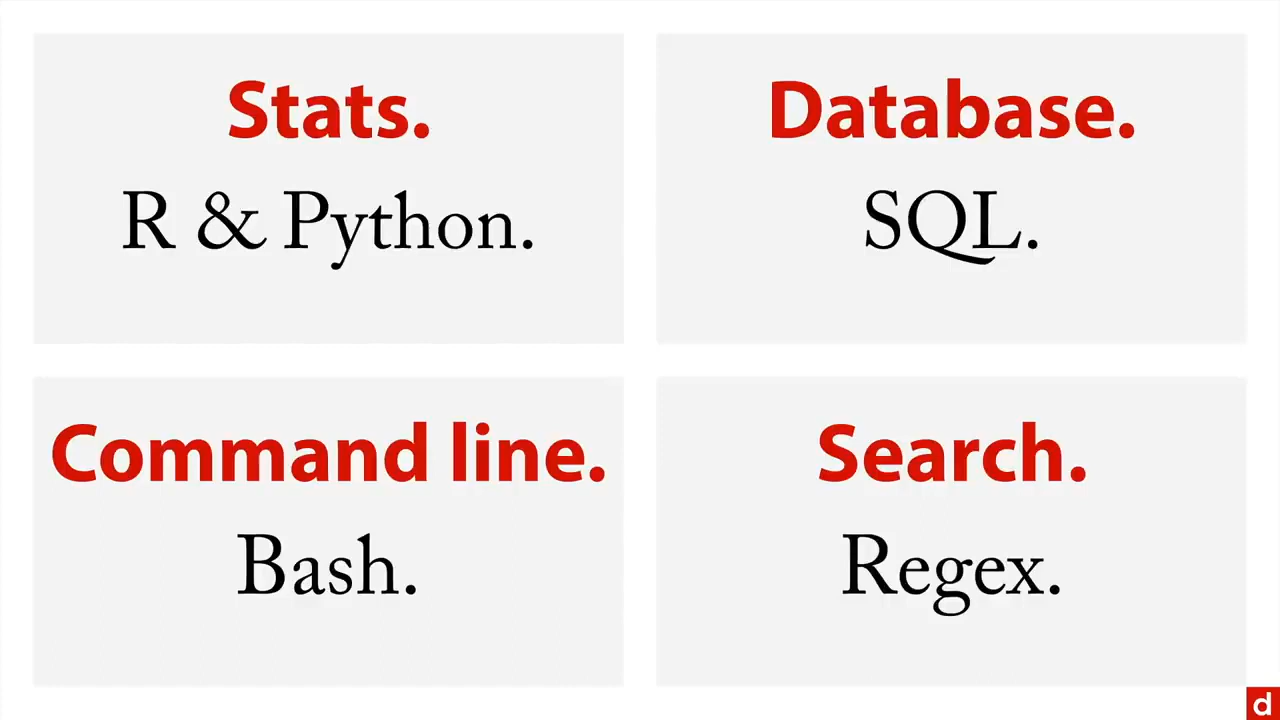 Stats.
R & Python.
Database.
SQL.
Command line.
Bash.
Search.
Regex.
d